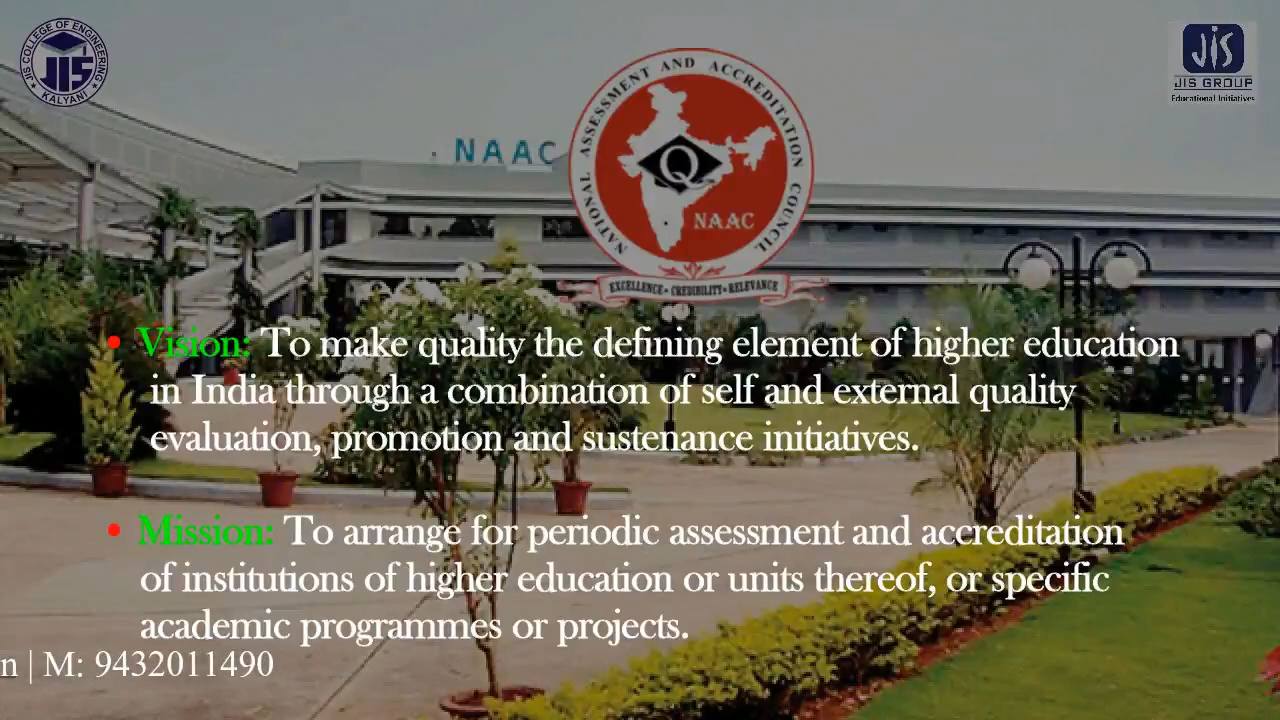 JIS COLLEGE OF ENGINEERING
JIS
KALYANI
JIS
JIS GROUP
Educational Initiatives
NAAC
NATIONAL ASSESSMENT AND ACCREDITATION COUNCIL
Q
NAAC
EXCELLENCE - CREDIBILITY - RELEVANCE
• Vision: To make quality the defining element of higher education
in India through a combination of self and external quality
evaluation, promotion and sustenance initiatives.
• Mission: To arrange for periodic assessment and accreditation
of institutions of higher education or units thereof, or specific
academic programmes or projects.
n | M: 9432011490